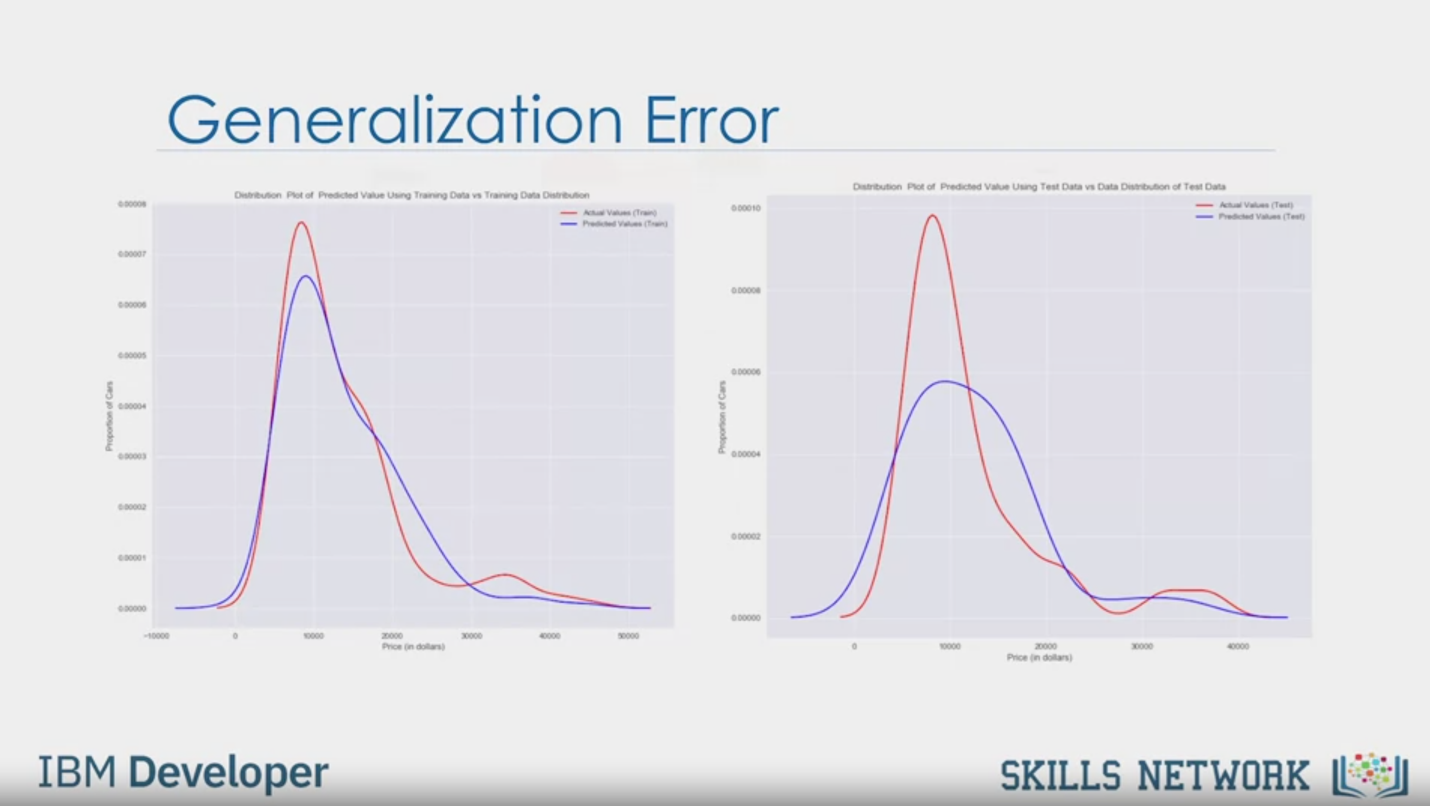 Generalization Error
Distribution Plot of Predicted Value Using Training Data vs Training Data Distribution
Actual Values (Train)
Predicted Values (Train)
0.00008
0.00007
0.00006
0.00005
0.00004
0.00003
0.00002
0.00001
0.00000
Proportion of Cars
−10000 0 10000 20000 30000 40000 50000
Price (in dollars)
Distribution Plot of Predicted Value Using Test Data vs Data Distribution of Test Data
Actual Values (Test)
Predicted Values (Test)
0.00010
0.00008
0.00006
0.00004
0.00002
0.00000
Proportion of Cars
0 10000 20000 30000 40000
Price (in dollars)
IBM Developer
SKILLS NETWORK